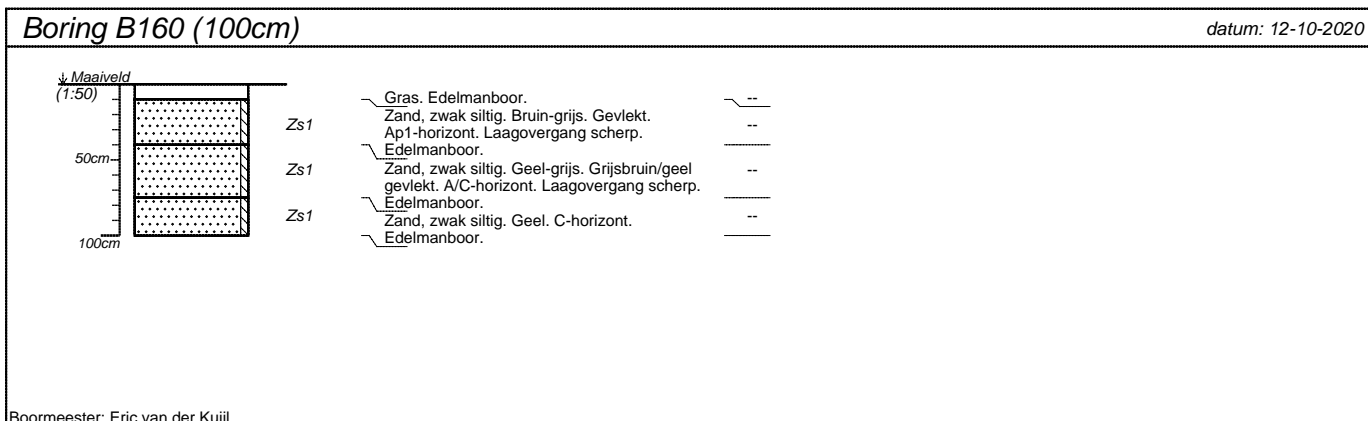 Boring B160 (100cm)
datum: 12-10-2020
Maaiveld
(1:50)
Gras. Edelmanboor.
--
Zs1
Zand, zwak siltig. Bruin-grijs. Gevlekt.
Ap1-horizont. Laagovergang scherp.
--
Edelmanboor.
50cm
Zs1
Zand, zwak siltig. Geel-grijs. Grijsbruin/geel
gevlekt. A/C-horizont. Laagovergang scherp.
--
Edelmanboor.
Zs1
Zand, zwak siltig. Geel. C-horizont.
--
Edelmanboor.
100cm
Boormeester: Eric van der Kuijl